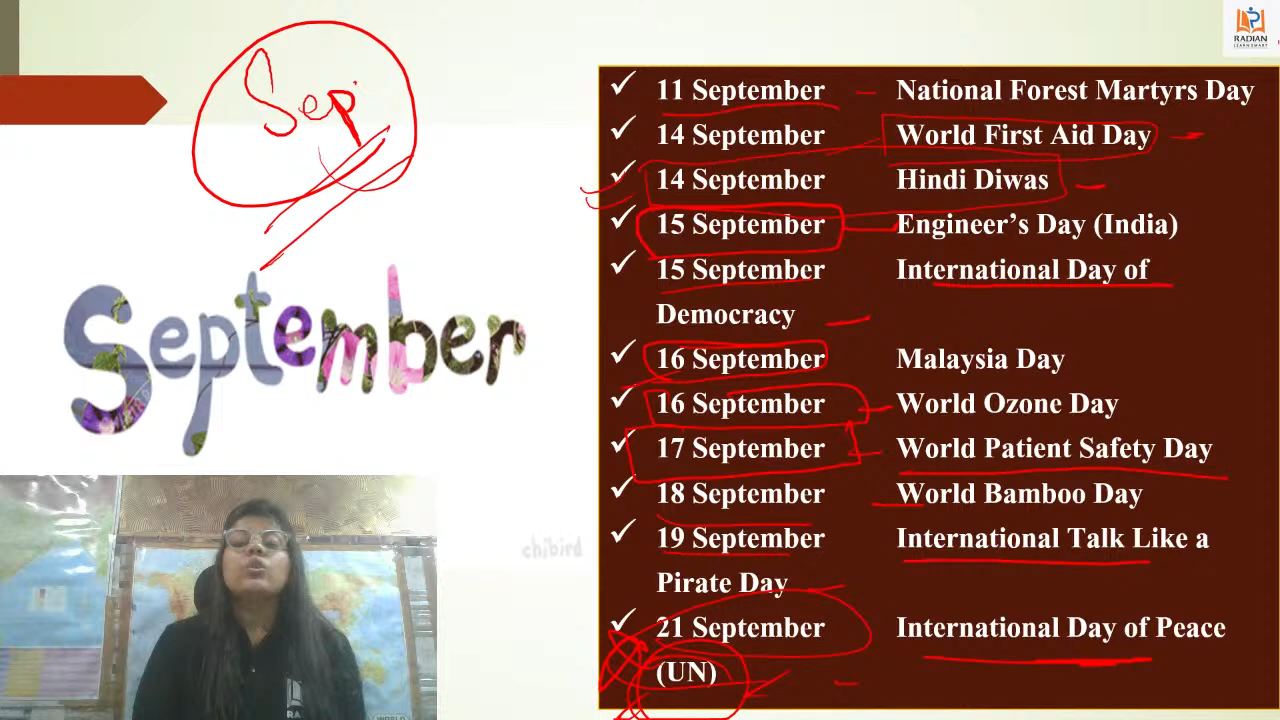 RADIAN
LEARN SMART
Sep
September
chibird
11 September National Forest Martyrs Day
14 September World First Aid Day
14 September Hindi Diwas
15 September Engineer's Day (India)
15 September International Day of
Democracy
16 September Malaysia Day
16 September World Ozone Day
17 September World Patient Safety Day
18 September World Bamboo Day
19 September International Talk Like a
Pirate Day
21 September International Day of Peace
(UN)